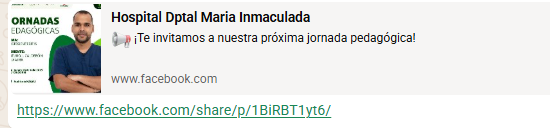 JORNADAS
EDAGÓGICAS
Hospital Dptal Maria Inmaculada
¡Te invitamos a nuestra próxima jornada pedagógica!
www.facebook.com
https://www.facebook.com/share/p/1BiRBT1yt6/